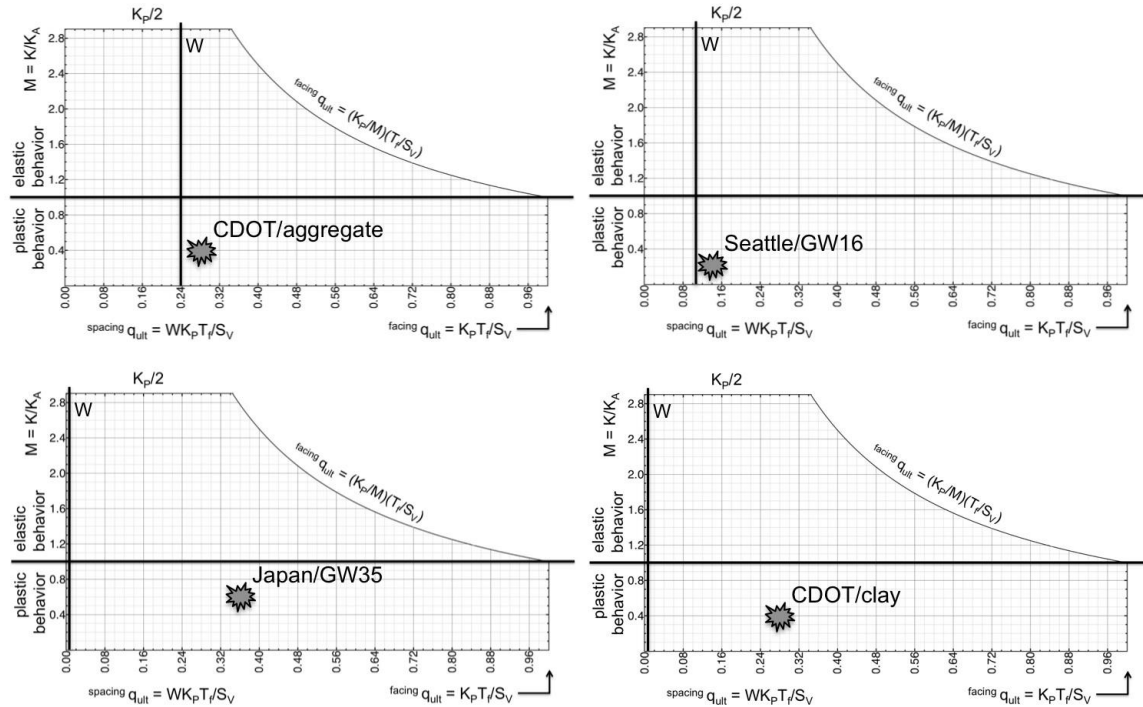 K_P/2
M = K/K_A
elastic behavior
plastic behavior
2.8
2.4
2.0
1.6
1.2
0.8
0.4
W
facing q_ult = (K_P/M)(T_f/S_V)
CDOT/aggregate
0.00 0.08 0.16 0.24 0.32 0.40 0.48 0.56 0.64 0.72 0.80 0.88 0.96
spacing q_ult = WK_PT_f/S_V
facing q_ult = K_PT_f/S_V
K_P/2
M = K/K_A
elastic behavior
plastic behavior
2.8
2.4
2.0
1.6
1.2
0.8
0.4
W
facing q_ult = (K_P/M)(T_f/S_V)
Seattle/GW16
0.00 0.08 0.16 0.24 0.32 0.40 0.48 0.56 0.64 0.72 0.80 0.88 0.96
spacing q_ult = WK_PT_f/S_V
facing q_ult = K_PT_f/S_V
K_P/2
M = K/K_A
elastic behavior
plastic behavior
2.8
2.4
2.0
1.6
1.2
0.8
0.4
W
facing q_ult = (K_P/M)(T_f/S_V)
Japan/GW35
0.00 0.08 0.16 0.24 0.32 0.40 0.48 0.56 0.64 0.72 0.80 0.88 0.96
spacing q_ult = WK_PT_f/S_V
facing q_ult = K_PT_f/S_V
K_P/2
M = K/K_A
elastic behavior
plastic behavior
2.8
2.4
2.0
1.6
1.2
0.8
0.4
W
facing q_ult = (K_P/M)(T_f/S_V)
CDOT/clay
0.00 0.08 0.16 0.24 0.32 0.40 0.48 0.56 0.64 0.72 0.80 0.88 0.96
spacing q_ult = WK_PT_f/S_V
facing q_ult = K_PT_f/S_V